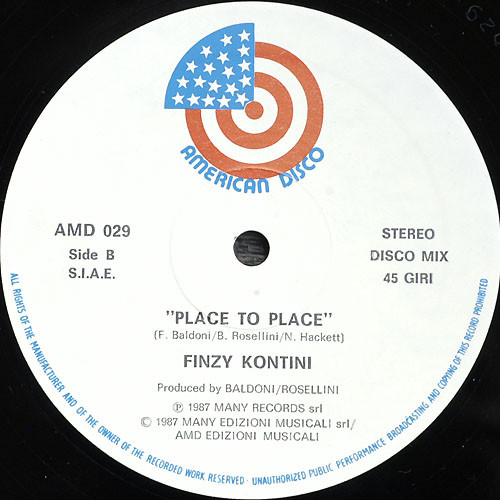 AMERICAN DISCO
AMD 029
Side B
S.I.A.E.
STEREO
DISCO MIX
45 GIRI
"PLACE TO PLACE"
(F. Baldoni/B. Rosellini/N. Hackett)
FINZY KONTINI
Produced by BALDONI/ROSELLINI
Ⓟ 1987 MANY RECORDS srl
© 1987 MANY EDIZIONI MUSICALI srl/
AMD EDIZIONI MUSICALI
ALL RIGHTS OF THE MANUFACTURER AND OF THE OWNER OF THE RECORDED WORK RESERVED · UNAUTHORIZED PUBLIC PERFORMANCE BROADCASTING AND COPYING OF THIS RECORD PROHIBITED